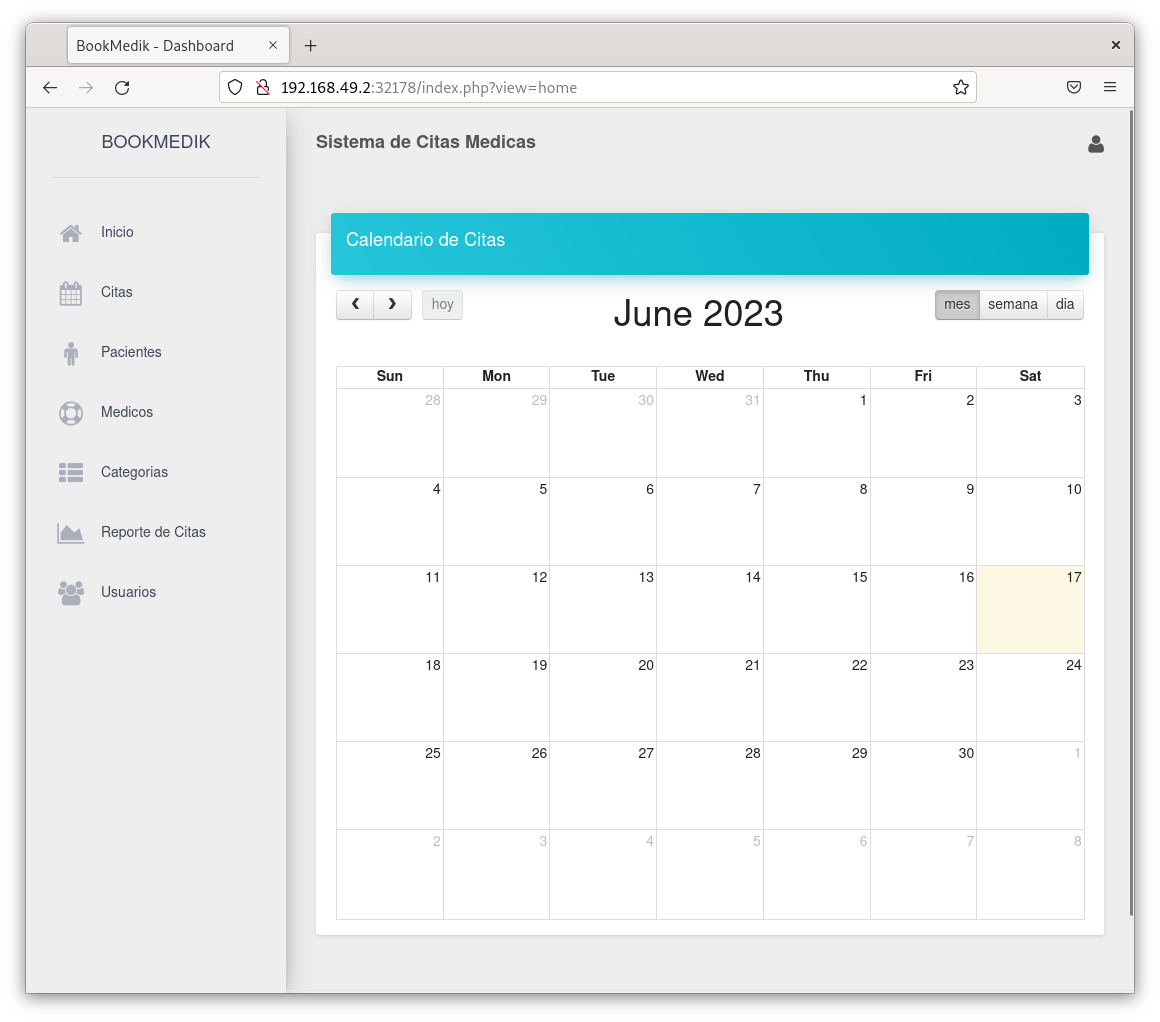 BookMedik - Dashboard
192.168.49.2:32178/index.php?view=home
BOOKMEDIK
Inicio
Citas
Pacientes
Medicos
Categorias
Reporte de Citas
Usuarios
Sistema de Citas Medicas
Calendario de Citas
hoy
June 2023
mes semana dia
Sun Mon Tue Wed Thu Fri Sat
28 29 30 31 1 2 3
4 5 6 7 8 9 10
11 12 13 14 15 16 17
18 19 20 21 22 23 24
25 26 27 28 29 30 1
2 3 4 5 6 7 8